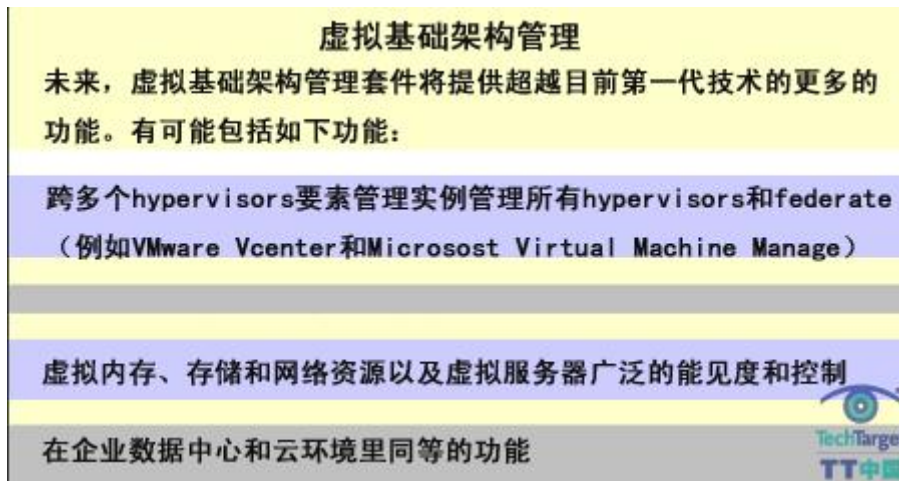 虚拟基础架构管理
未来，虚拟基础架构管理套件将提供超越目前第一代技术的更多的
功能。有可能包括如下功能：
跨多个hypervisors要素管理实例管理所有hypervisors和federate
（例如VMware Vcenter和Microsost Virtual Machine Manage）
虚拟内存、存储和网络资源以及虚拟服务器广泛的能见度和控制
在企业数据中心和云环境里同等的功能
TechTarge
TT中国